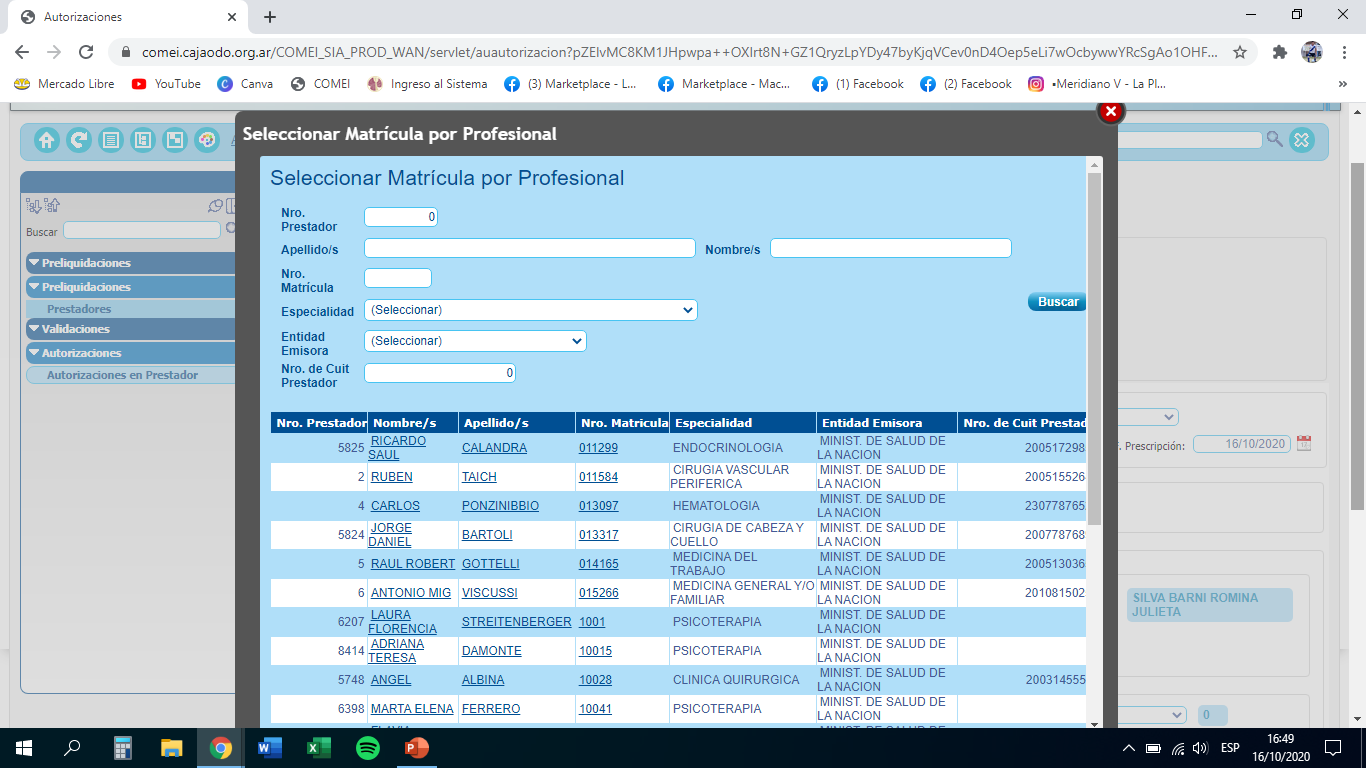 Autorizaciones
comei.cajaodo.org.ar/COMEI_SIA_PROD_WAN/servlet/auautorizacion?pZEIvMC8KM1JHpwpa++OXIrt8N+GZ1QryzLpYDy47byKjqVCev0nD4Oep5eLi7wOcbywwYRcSgAo1OHF...
Mercado Libre YouTube Canva COMEI Ingreso al Sistema (3) Marketplace - L... Marketplace - Mac... (1) Facebook (2) Facebook •Meridiano V - La Pl... »
Seleccionar Matrícula por Profesional
Seleccionar Matrícula por Profesional
Nro.
Prestador 0
Apellido/s Nombre/s
Nro.
Matrícula
Especialidad (Seleccionar)
Buscar
Entidad
Emisora (Seleccionar)
Nro. de Cuit
Prestador 0
Buscar
Preliquidaciones
Preliquidaciones
Prestadores
Validaciones
Autorizaciones
Autorizaciones en Prestador
Nro. Prestador Nombre/s Apellido/s Nro. Matricula Especialidad Entidad Emisora Nro. de Cuit Prestad
5825 RICARDO SAUL CALANDRA 011299 ENDOCRINOLOGIA MINIST. DE SALUD DE LA NACION 200517298
2 RUBEN TAICH 011584 CIRUGIA VASCULAR PERIFERICA MINIST. DE SALUD DE LA NACION 200515526
4 CARLOS PONZINIBBIO 013097 HEMATOLOGIA MINIST. DE SALUD DE LA NACION 230778765
5824 JORGE DANIEL BARTOLI 013317 CIRUGIA DE CABEZA Y CUELLO MINIST. DE SALUD DE LA NACION 200778768
5 RAUL ROBERT GOTTELLI 014165 MEDICINA DEL TRABAJO MINIST. DE SALUD DE LA NACION 200513036
6 ANTONIO MIG VISCUSSI 015266 MEDICINA GENERAL Y/O FAMILIAR MINIST. DE SALUD DE LA NACION 201081502
6207 LAURA FLORENCIA STREITENBERGER 1001 PSICOTERAPIA MINIST. DE SALUD DE LA NACION
8414 ADRIANA TERESA DAMONTE 10015 PSICOTERAPIA MINIST. DE SALUD DE LA NACION
5748 ANGEL ALBINA 10028 CLINICA QUIRURGICA MINIST. DE SALUD DE LA NACION 200314555
6398 MARTA ELENA FERRERO 10041 PSICOTERAPIA MINIST. DE SALUD DE LA NACION
MINIST. DE SALUD DE
. Prescripción: 16/10/2020
SILVA BARNI ROMINA
JULIETA
0
ESP
16:49
16/10/2020